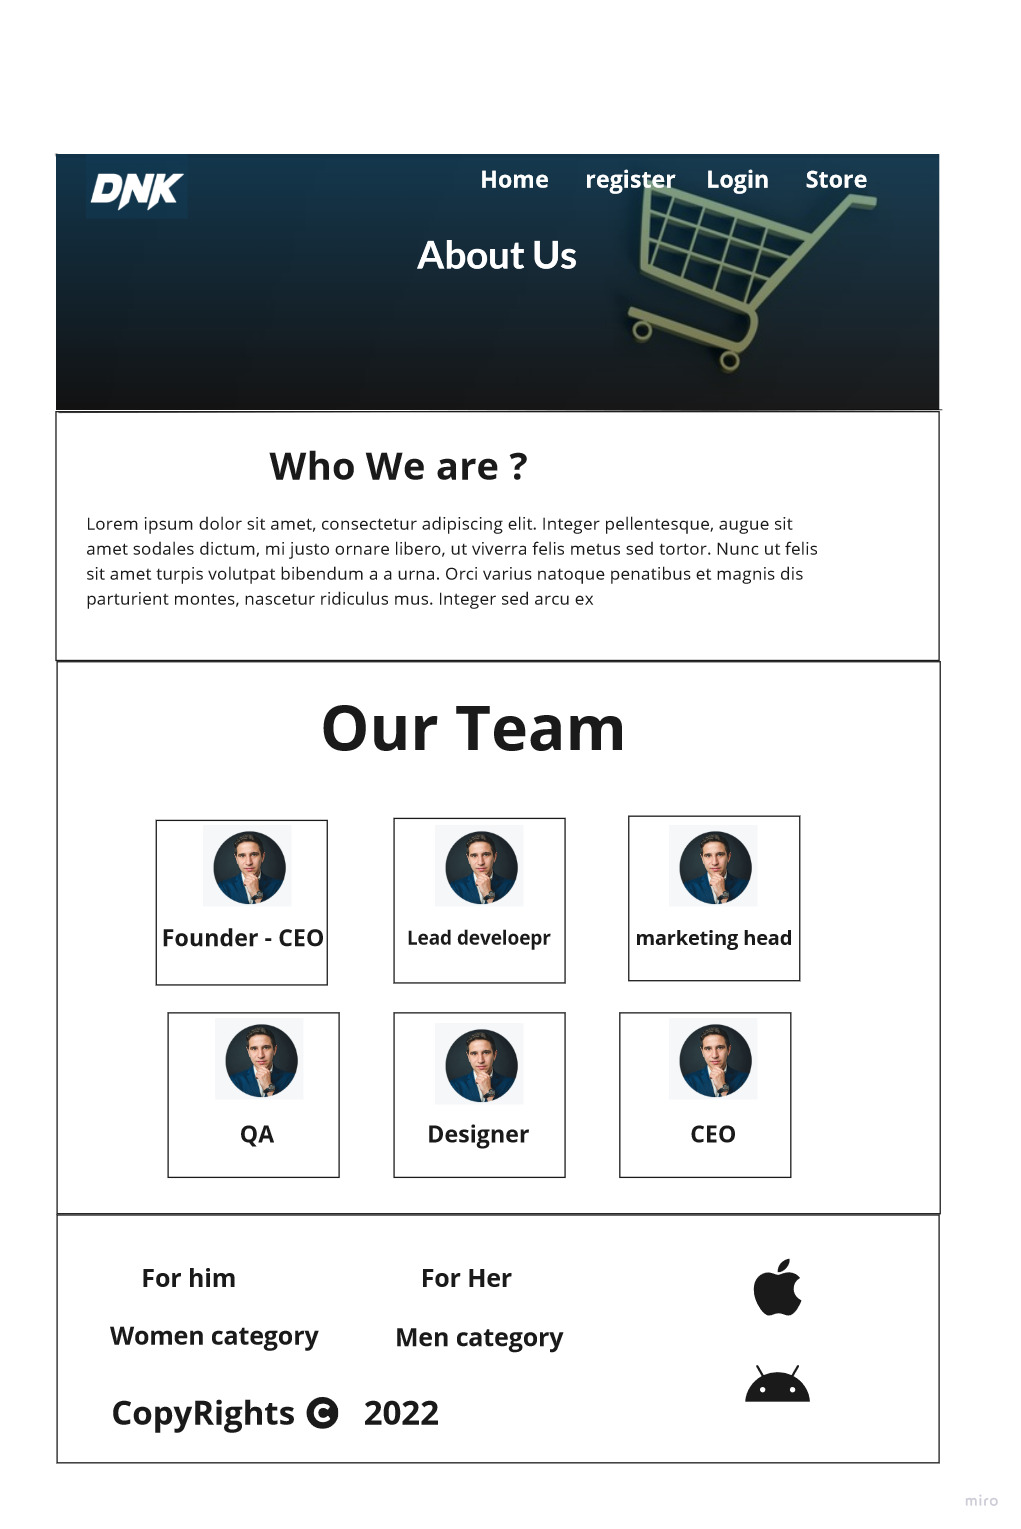 DNK
Home register Login Store
About Us
Who We are ?
Lorem ipsum dolor sit amet, consectetur adipiscing elit. Integer pellentesque, augue sit
amet sodales dictum, mi justo ornare libero, ut viverra felis metus sed tortor. Nunc ut felis
sit amet turpis volutpat bibendum a a urna. Orci varius natoque penatibus et magnis dis
parturient montes, nascetur ridiculus mus. Integer sed arcu ex
Our Team
Founder - CEO
Lead develoepr
marketing head
QA
Designer
CEO
For him
For Her
Women category
Men category
CopyRights © 2022
miro